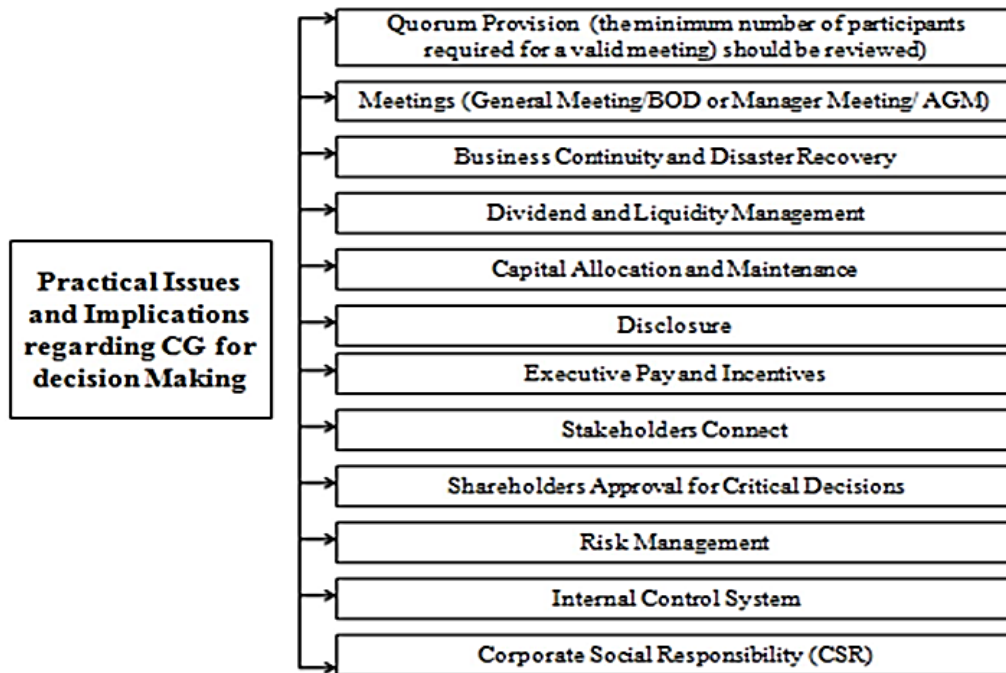 Quorum Provision (the minimum number of participants
required for a valid meeting) should be reviewed)
Meetings (General Meeting/BOD or Manager Meeting/ AGM)
Business Continuity and Disaster Recovery
Dividend and Liquidity Management
Capital Allocation and Maintenance
Disclosure
Executive Pay and Incentives
Stakeholders Connect
Shareholders Approval for Critical Decisions
Risk Management
Internal Control System
Corporate Social Responsibility (CSR)
Practical Issues
and Implications
regarding CG for
decision Making